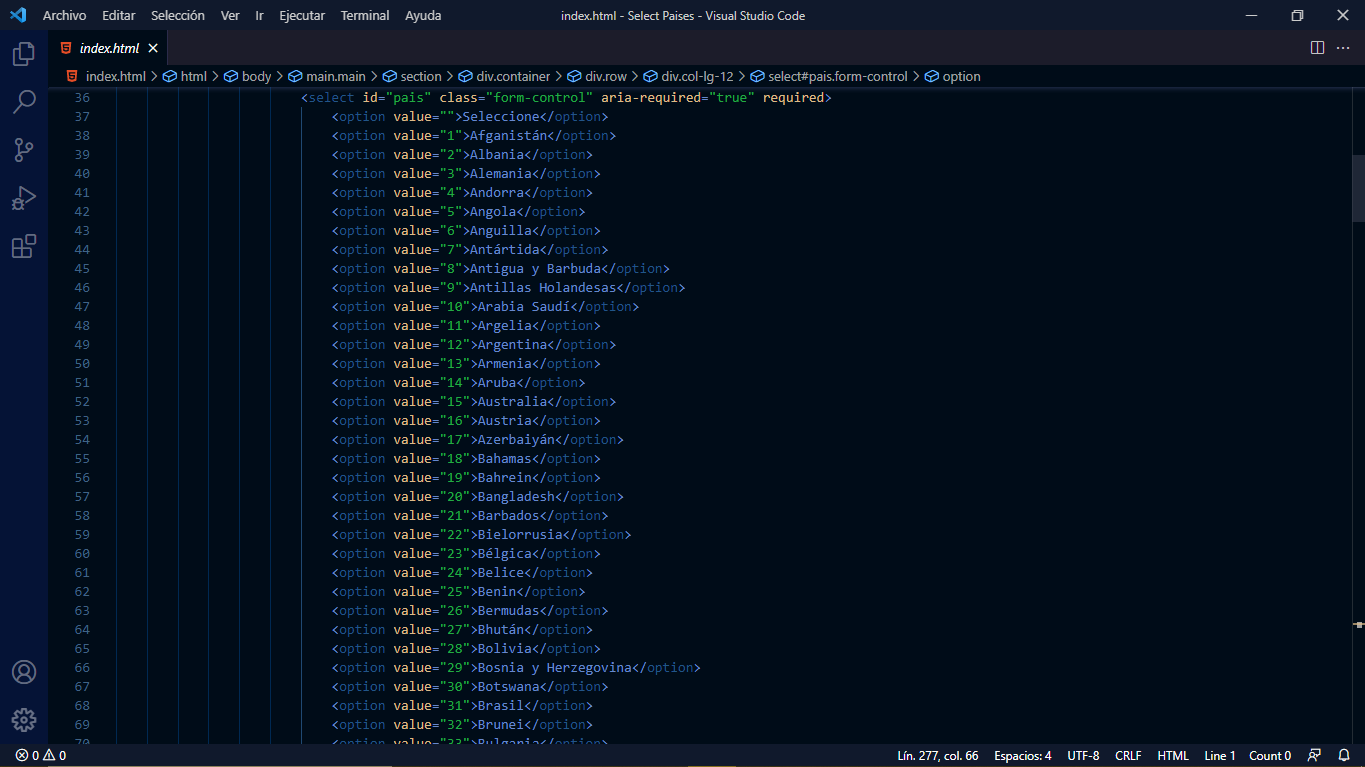 Archivo Editar Selección Ver Ir Ejecutar Terminal Ayuda index.html - Select Paises - Visual Studio Code
index.html
index.html > html > body > main.main > section > div.container > div.row > div.col-lg-12 > select#pais.form-control > option
36 <select id="pais" class="form-control" aria-required="true" required>
37 <option value="">Seleccione</option>
38 <option value="1">Afganistán</option>
39 <option value="2">Albania</option>
40 <option value="3">Alemania</option>
41 <option value="4">Andorra</option>
42 <option value="5">Angola</option>
43 <option value="6">Anguilla</option>
44 <option value="7">Antártida</option>
45 <option value="8">Antigua y Barbuda</option>
46 <option value="9">Antillas Holandesas</option>
47 <option value="10">Arabia Saudí</option>
48 <option value="11">Argelia</option>
49 <option value="12">Argentina</option>
50 <option value="13">Armenia</option>
51 <option value="14">Aruba</option>
52 <option value="15">Australia</option>
53 <option value="16">Austria</option>
54 <option value="17">Azerbaiyán</option>
55 <option value="18">Bahamas</option>
56 <option value="19">Bahrein</option>
57 <option value="20">Bangladesh</option>
58 <option value="21">Barbados</option>
59 <option value="22">Bielorrusia</option>
60 <option value="23">Bélgica</option>
61 <option value="24">Belice</option>
62 <option value="25">Benin</option>
63 <option value="26">Bermudas</option>
64 <option value="27">Bhután</option>
65 <option value="28">Bolivia</option>
66 <option value="29">Bosnia y Herzegovina</option>
67 <option value="30">Botswana</option>
68 <option value="31">Brasil</option>
69 <option value="32">Brunei</option>
70 <option value="33">Bulgaria</option>
0 0 Lín. 277, col. 66 Espacios: 4 UTF-8 CRLF HTML Line 1 Count 0